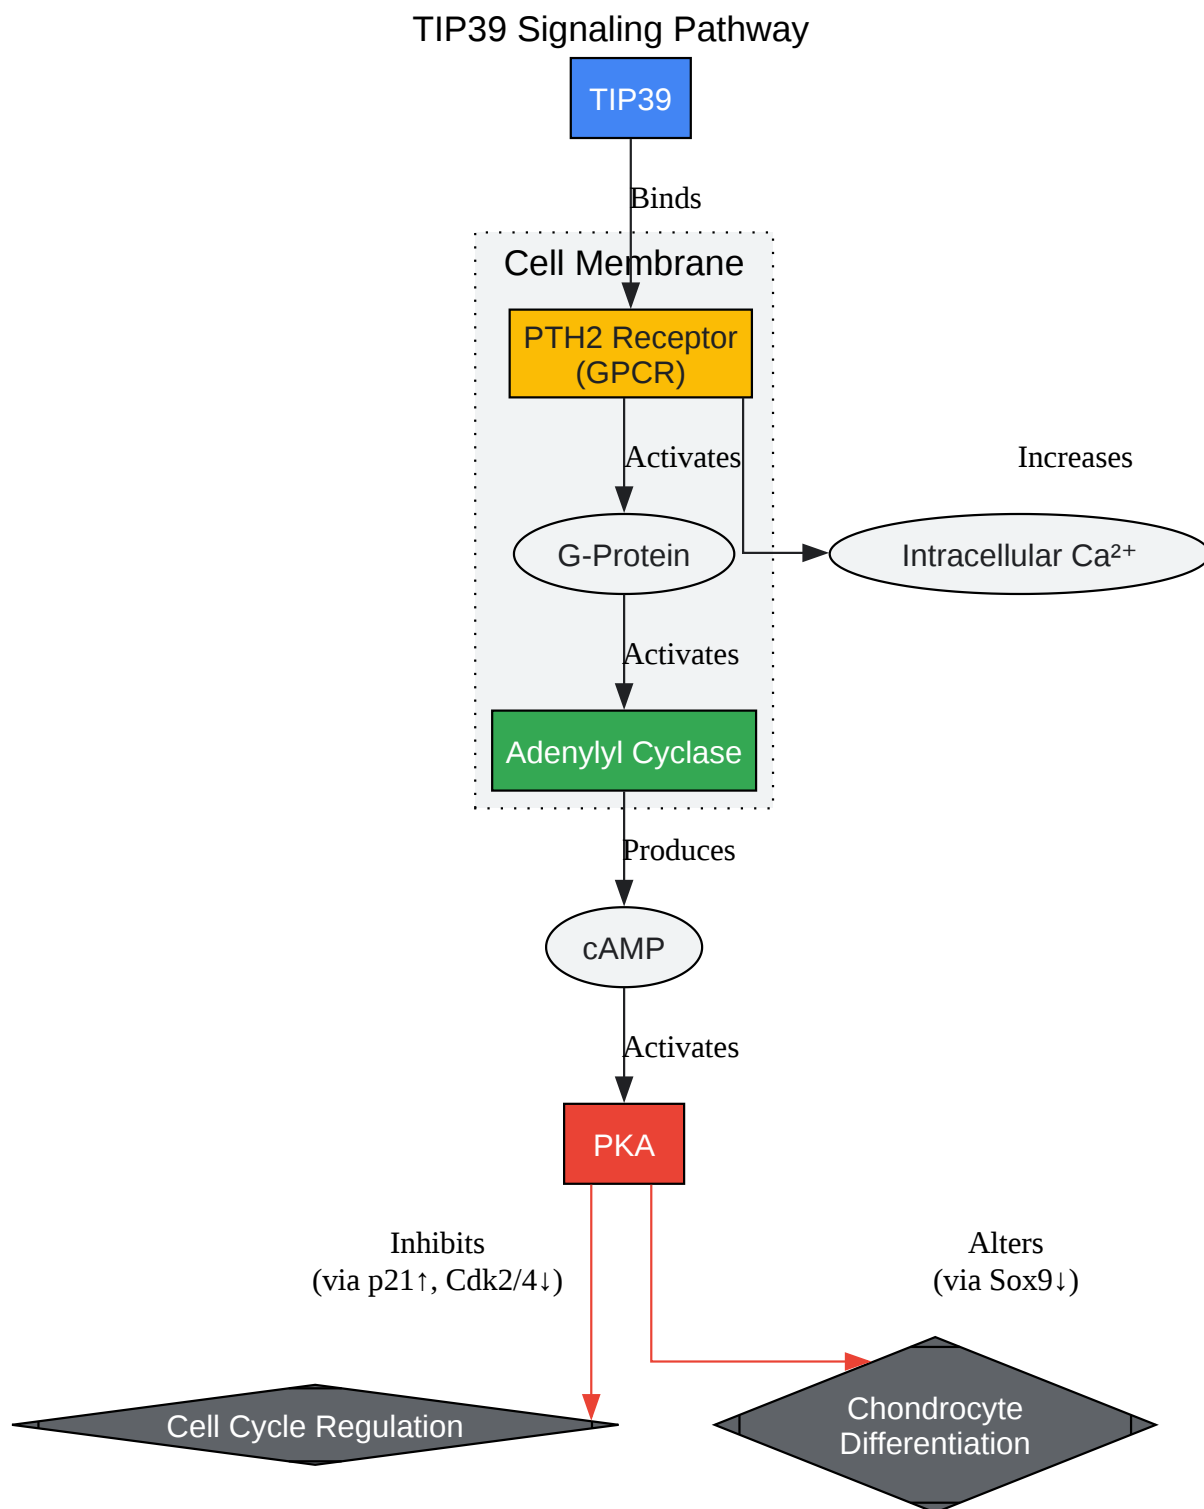 TIP39 Signaling Pathway
TIP39
Binds
Cell Membrane
PTH2 Receptor
(GPCR)
Activates
Increases
G-Protein
Intracellular Ca²⁺
Activates
Adenylyl Cyclase
Produces
cAMP
Activates
PKA
Inhibits
(via p21↑, Cdk2/4↓)
Alters
(via Sox9↓)
Cell Cycle Regulation
Chondrocyte
Differentiation